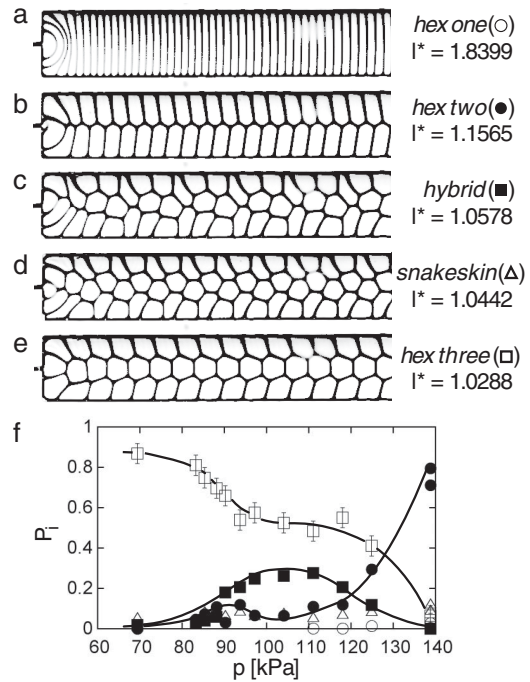 a
hex one(○)
l* = 1.8399
b
hex two(●)
l* = 1.1565
c
hybrid(■)
l* = 1.0578
d
snakeskin(△)
l* = 1.0442
e
hex three(□)
l* = 1.0288
f
1
0.8
0.6
0.4
0.2
0
P_i
60 70 80 90 100 110 120 130 140
p [kPa]